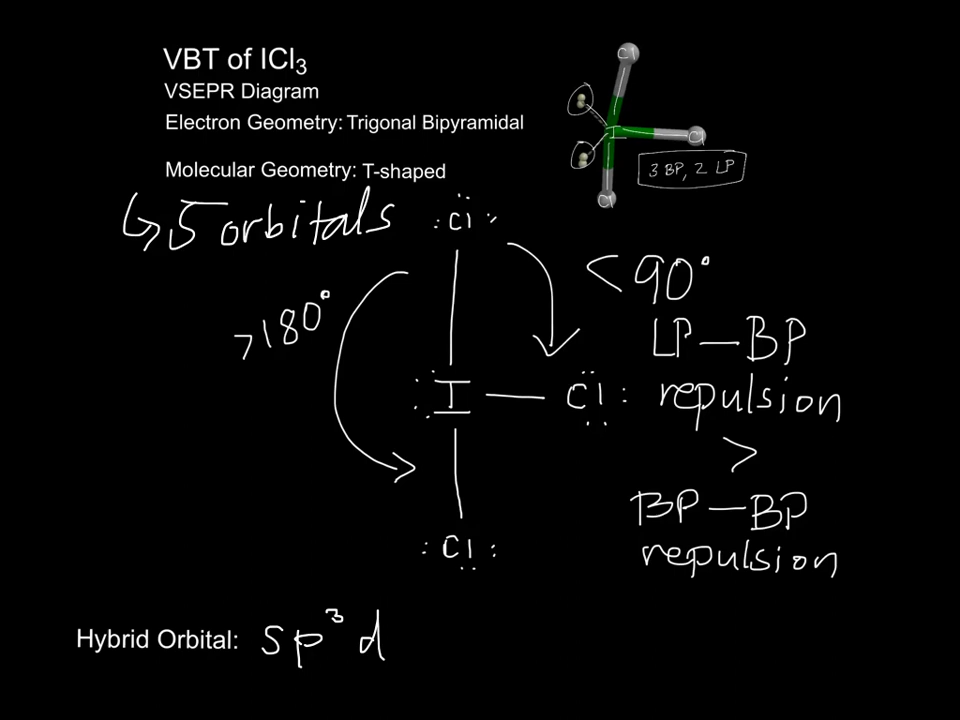 VBT of ICl₃
VSEPR Diagram
Electron Geometry: Trigonal Bipyramidal
Molecular Geometry: T-shaped
Cl
I
Cl
Cl
3 BP, 2 LP
↳ 5 orbitals
Cl
<90°
>180°
LP—BP
I — Cl
repulsion
>
BP—BP
repulsion
Cl
Hybrid Orbital: sp³d